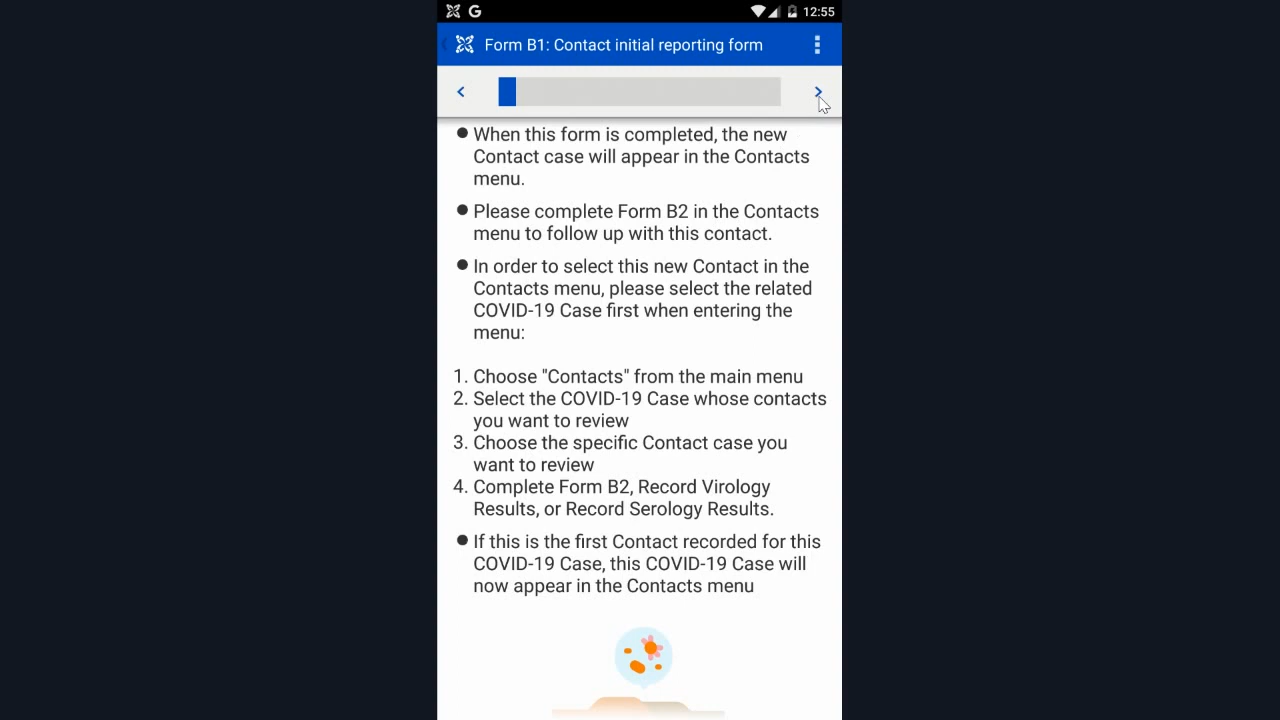 12:55
Form B1: Contact initial reporting form
● When this form is completed, the new
Contact case will appear in the Contacts
menu.
● Please complete Form B2 in the Contacts
menu to follow up with this contact.
● In order to select this new Contact in the
Contacts menu, please select the related
COVID-19 Case first when entering the
menu:
1. Choose "Contacts" from the main menu
2. Select the COVID-19 Case whose contacts
you want to review
3. Choose the specific Contact case you
want to review
4. Complete Form B2, Record Virology
Results, or Record Serology Results.
● If this is the first Contact recorded for this
COVID-19 Case, this COVID-19 Case will
now appear in the Contacts menu